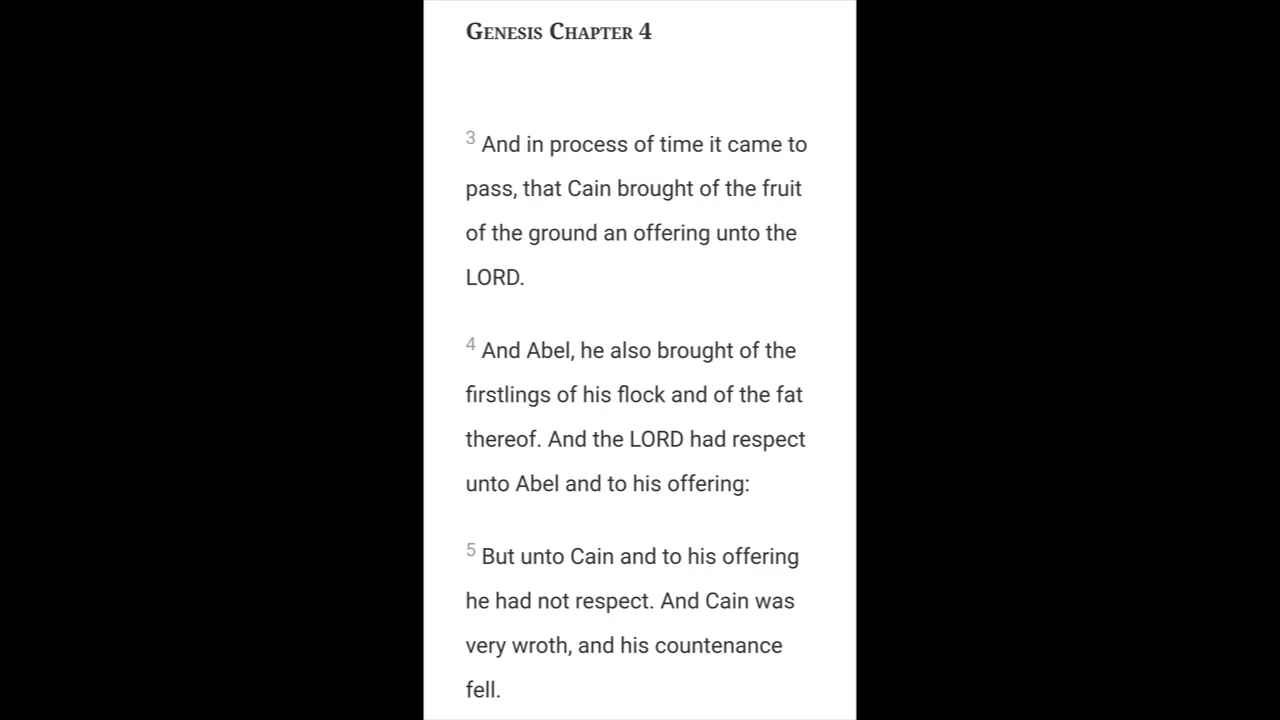 GENESIS CHAPTER 4
3 And in process of time it came to
pass, that Cain brought of the fruit
of the ground an offering unto the
LORD.
4 And Abel, he also brought of the
firstlings of his flock and of the fat
thereof. And the LORD had respect
unto Abel and to his offering:
5 But unto Cain and to his offering
he had not respect. And Cain was
very wroth, and his countenance
fell.